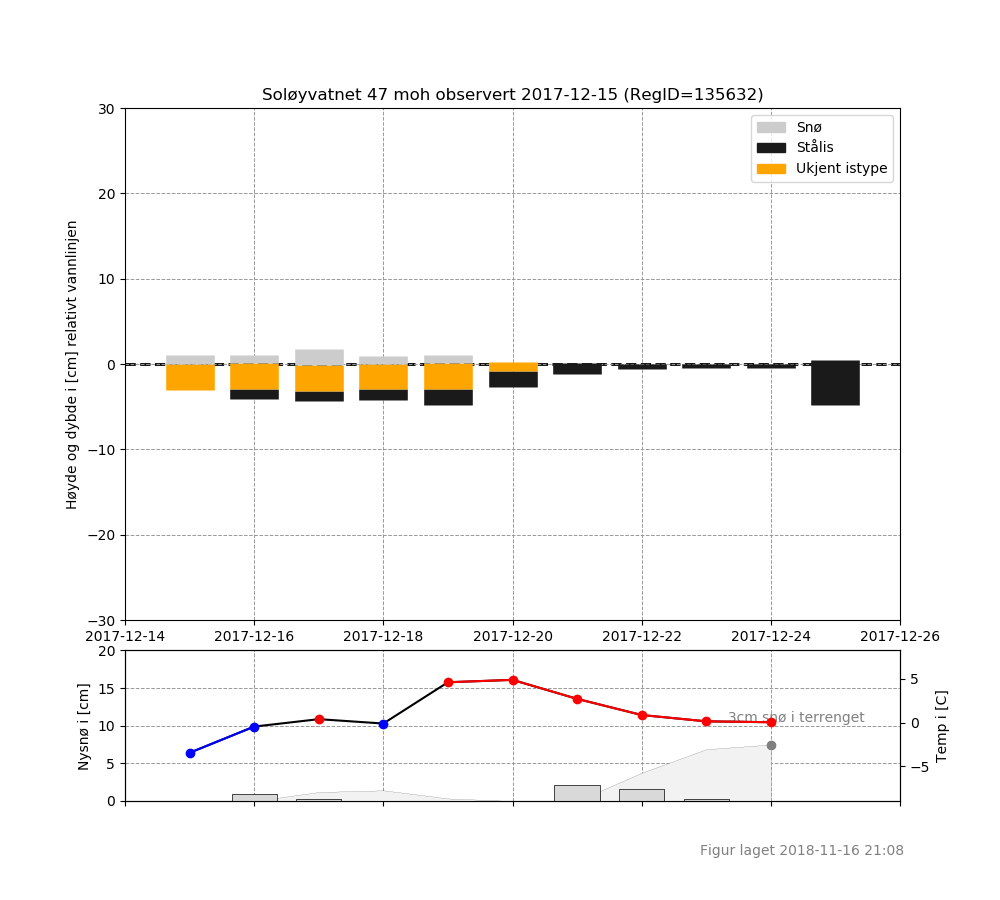 Soløyvatnet 47 moh observert 2017-12-15 (RegID=135632)
Snø
Stålis
Ukjent istype
Høyde og dybde i [cm] relativt vannlinjen
30
20
10
0
−10
−20
−30
2017-12-14 2017-12-16 2017-12-18 2017-12-20 2017-12-22 2017-12-24 2017-12-26
Nysnø i [cm]
20
15
10
5
0
3cm snø i terrenget
5
0
−5
Temp i [C]
Figur laget 2018-11-16 21:08